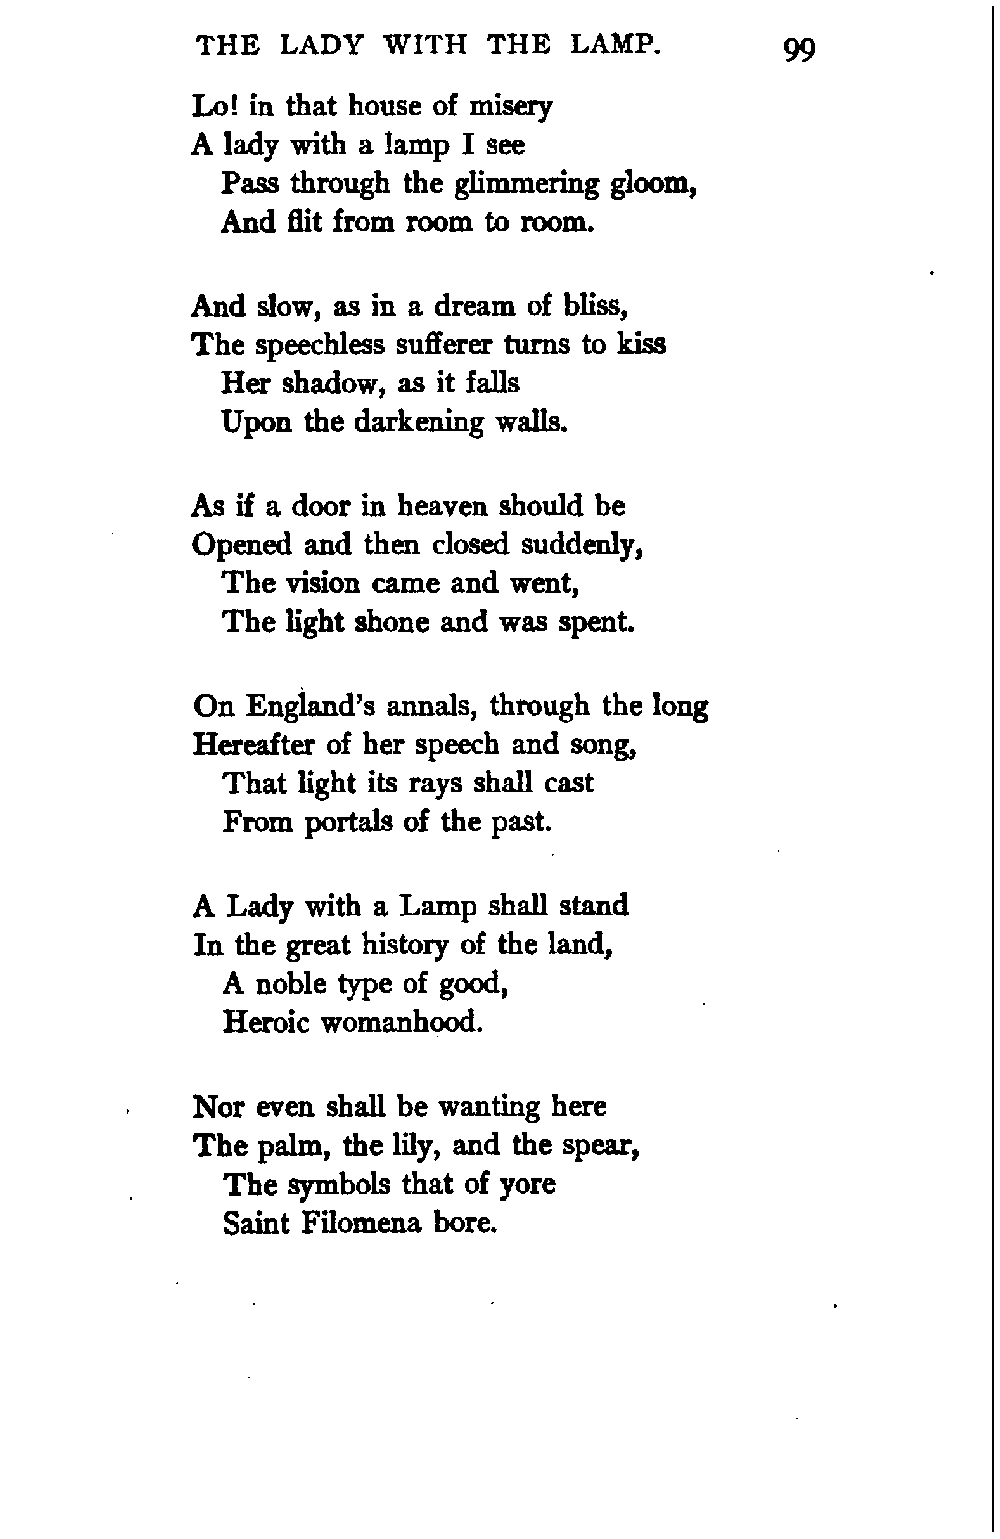 THE LADY WITH THE LAMP. 99
Lo! in that house of misery
A lady with a lamp I see
Pass through the glimmering gloom,
And flit from room to room.
And slow, as in a dream of bliss,
The speechless sufferer turns to kiss
Her shadow, as it falls
Upon the darkening walls.
As if a door in heaven should be
Opened and then closed suddenly,
The vision came and went,
The light shone and was spent.
On England's annals, through the long
Hereafter of her speech and song,
That light its rays shall cast
From portals of the past.
A Lady with a Lamp shall stand
In the great history of the land,
A noble type of good,
Heroic womanhood.
Nor even shall be wanting here
The palm, the lily, and the spear,
The symbols that of yore
Saint Filomena bore.